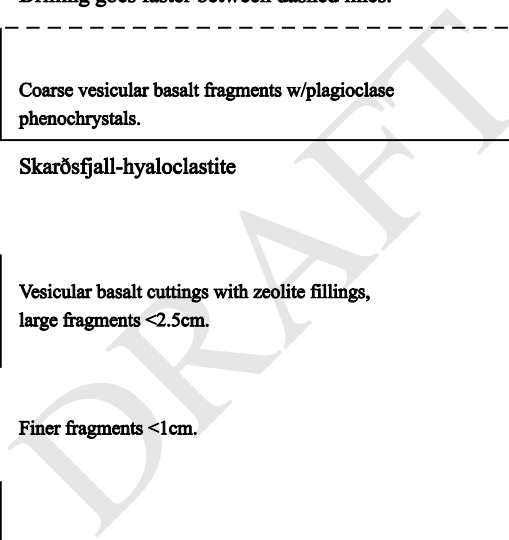 Drilling goes faster between dashed lines.
Coarse vesicular basalt fragments w/plagioclase
phenochrystals.
Skarðsfjall-hyaloclastite
Vesicular basalt cuttings with zeolite fillings,
large fragments <2.5cm.
Finer fragments <1cm.
DRAFT